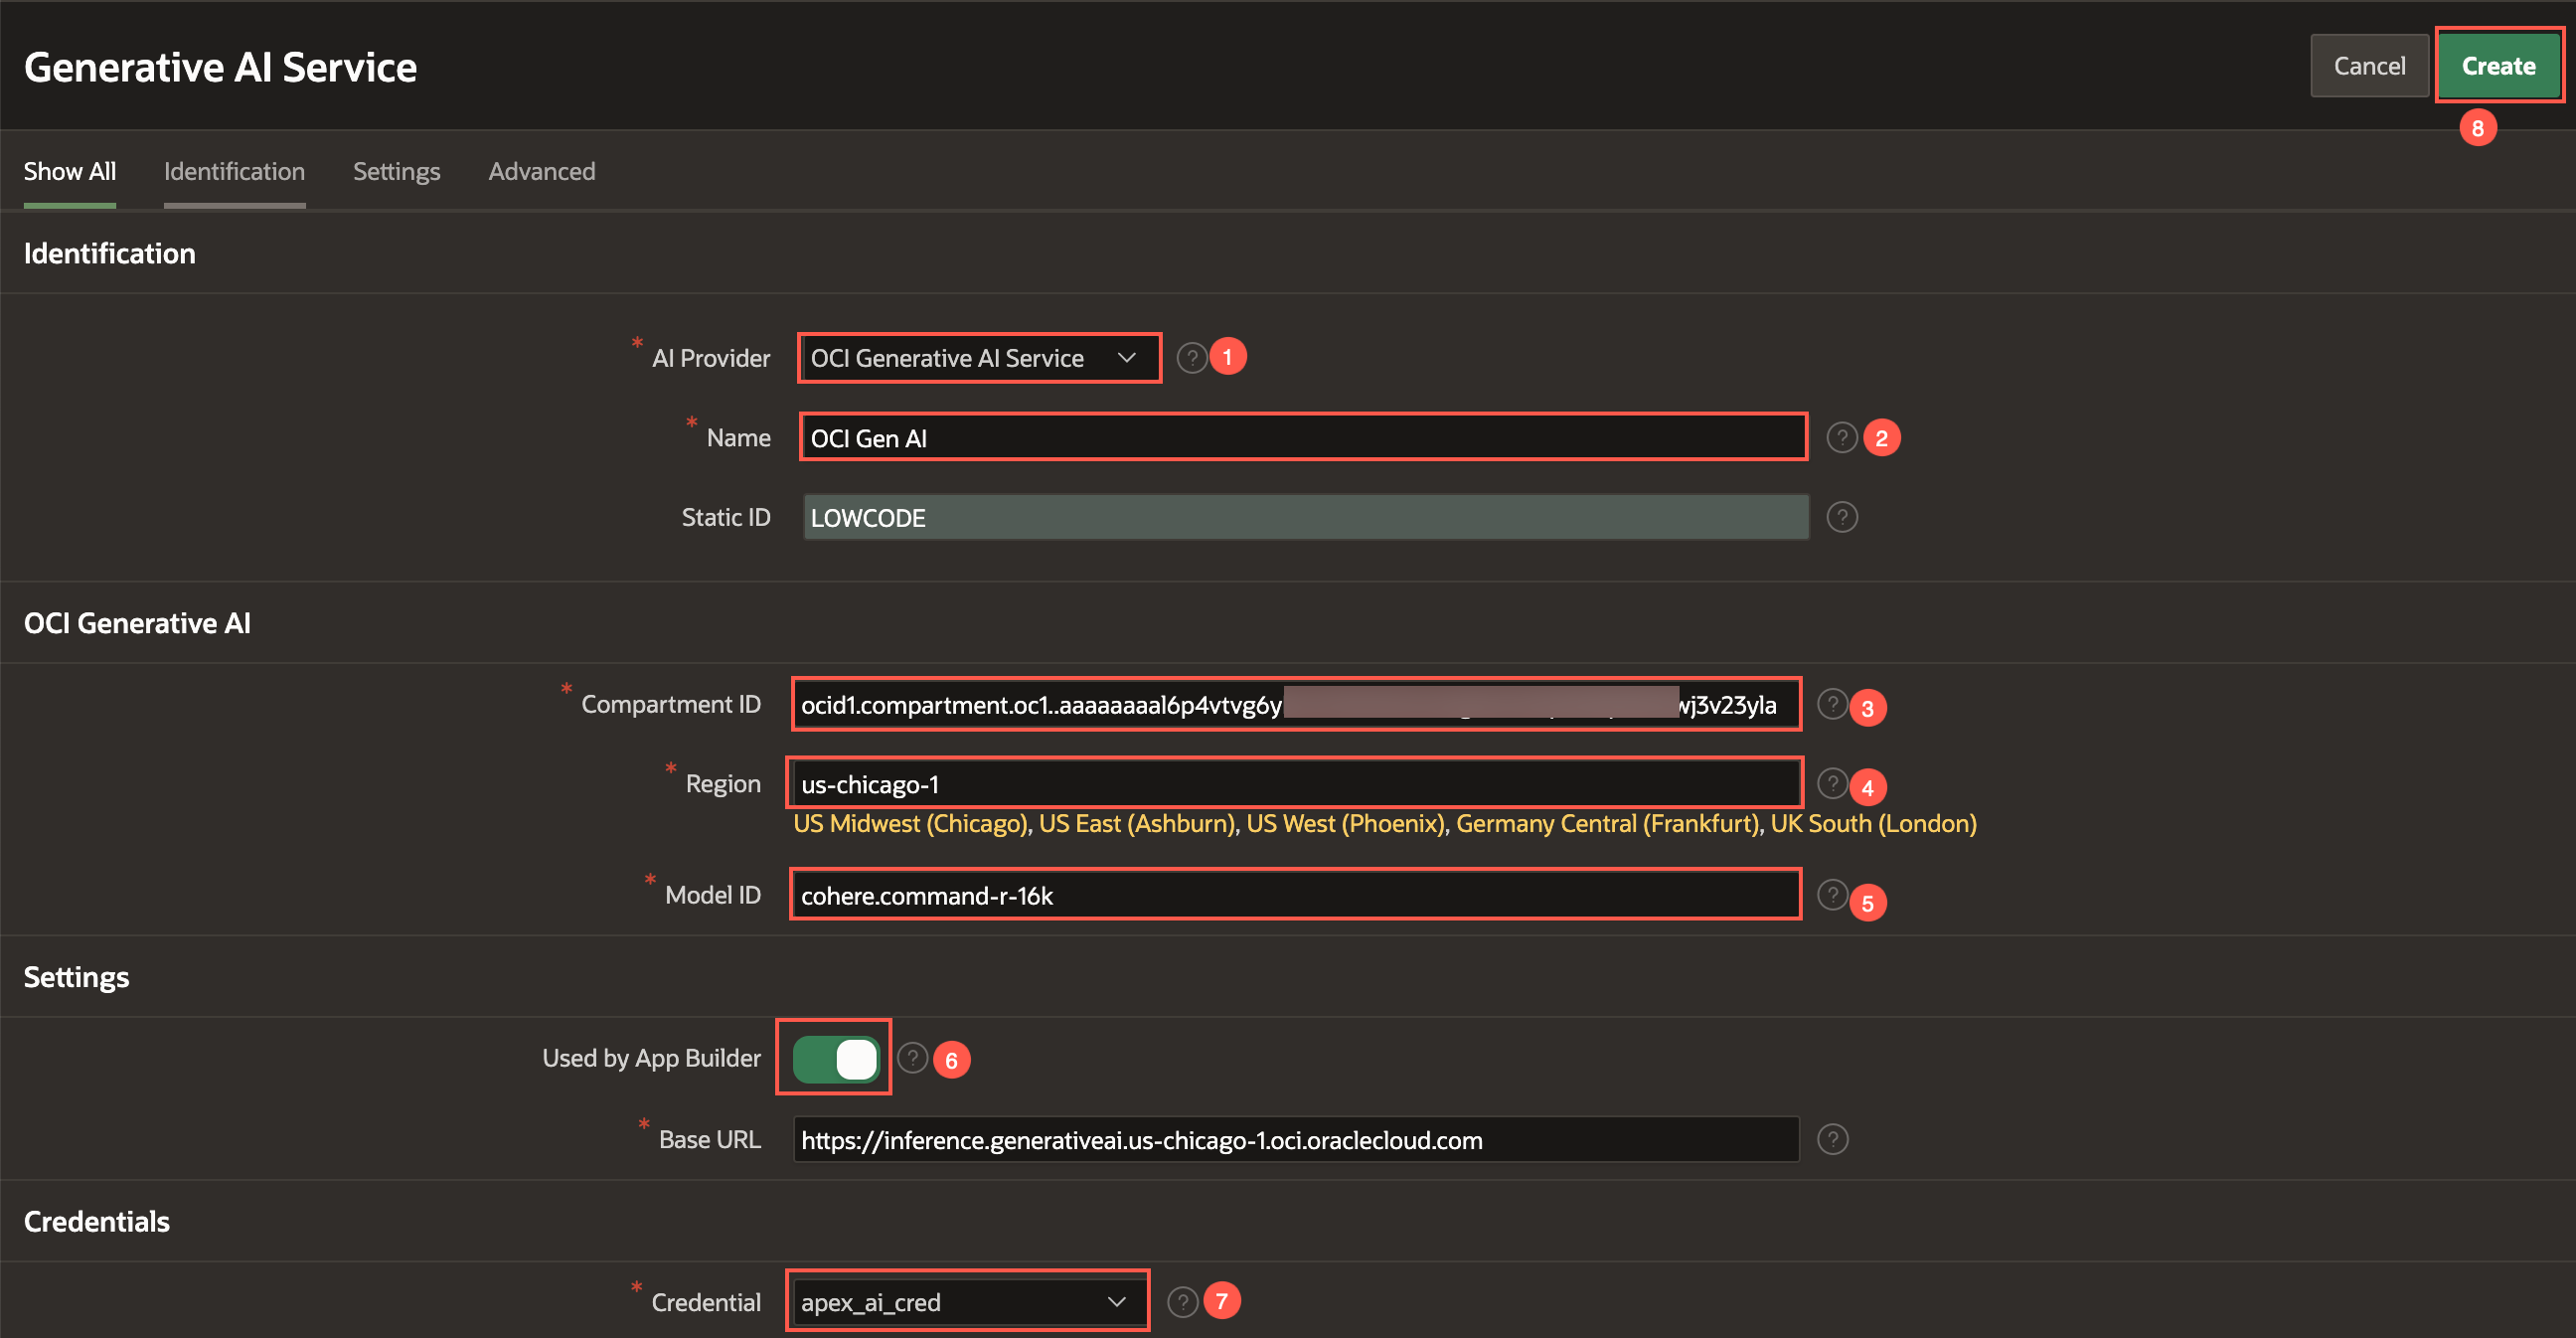 Generative AI Service
Cancel
Create
8
Show All
Identification
Settings
Advanced
Identification
* AI Provider
OCI Generative AI Service
? 1
* Name
OCI Gen AI
? 2
Static ID
LOWCODE
?
OCI Generative AI
* Compartment ID
ocid1.compartment.oc1..aaaaaaaal6p4vtvg6y
wj3v23yla
? 3
* Region
us-chicago-1
? 4
US Midwest (Chicago), US East (Ashburn), US West (Phoenix), Germany Central (Frankfurt), UK South (London)
* Model ID
cohere.command-r-16k
? 5
Settings
Used by App Builder
? 6
* Base URL
https://inference.generativeai.us-chicago-1.oci.oraclecloud.com
?
Credentials
* Credential
apex_ai_cred
? 7